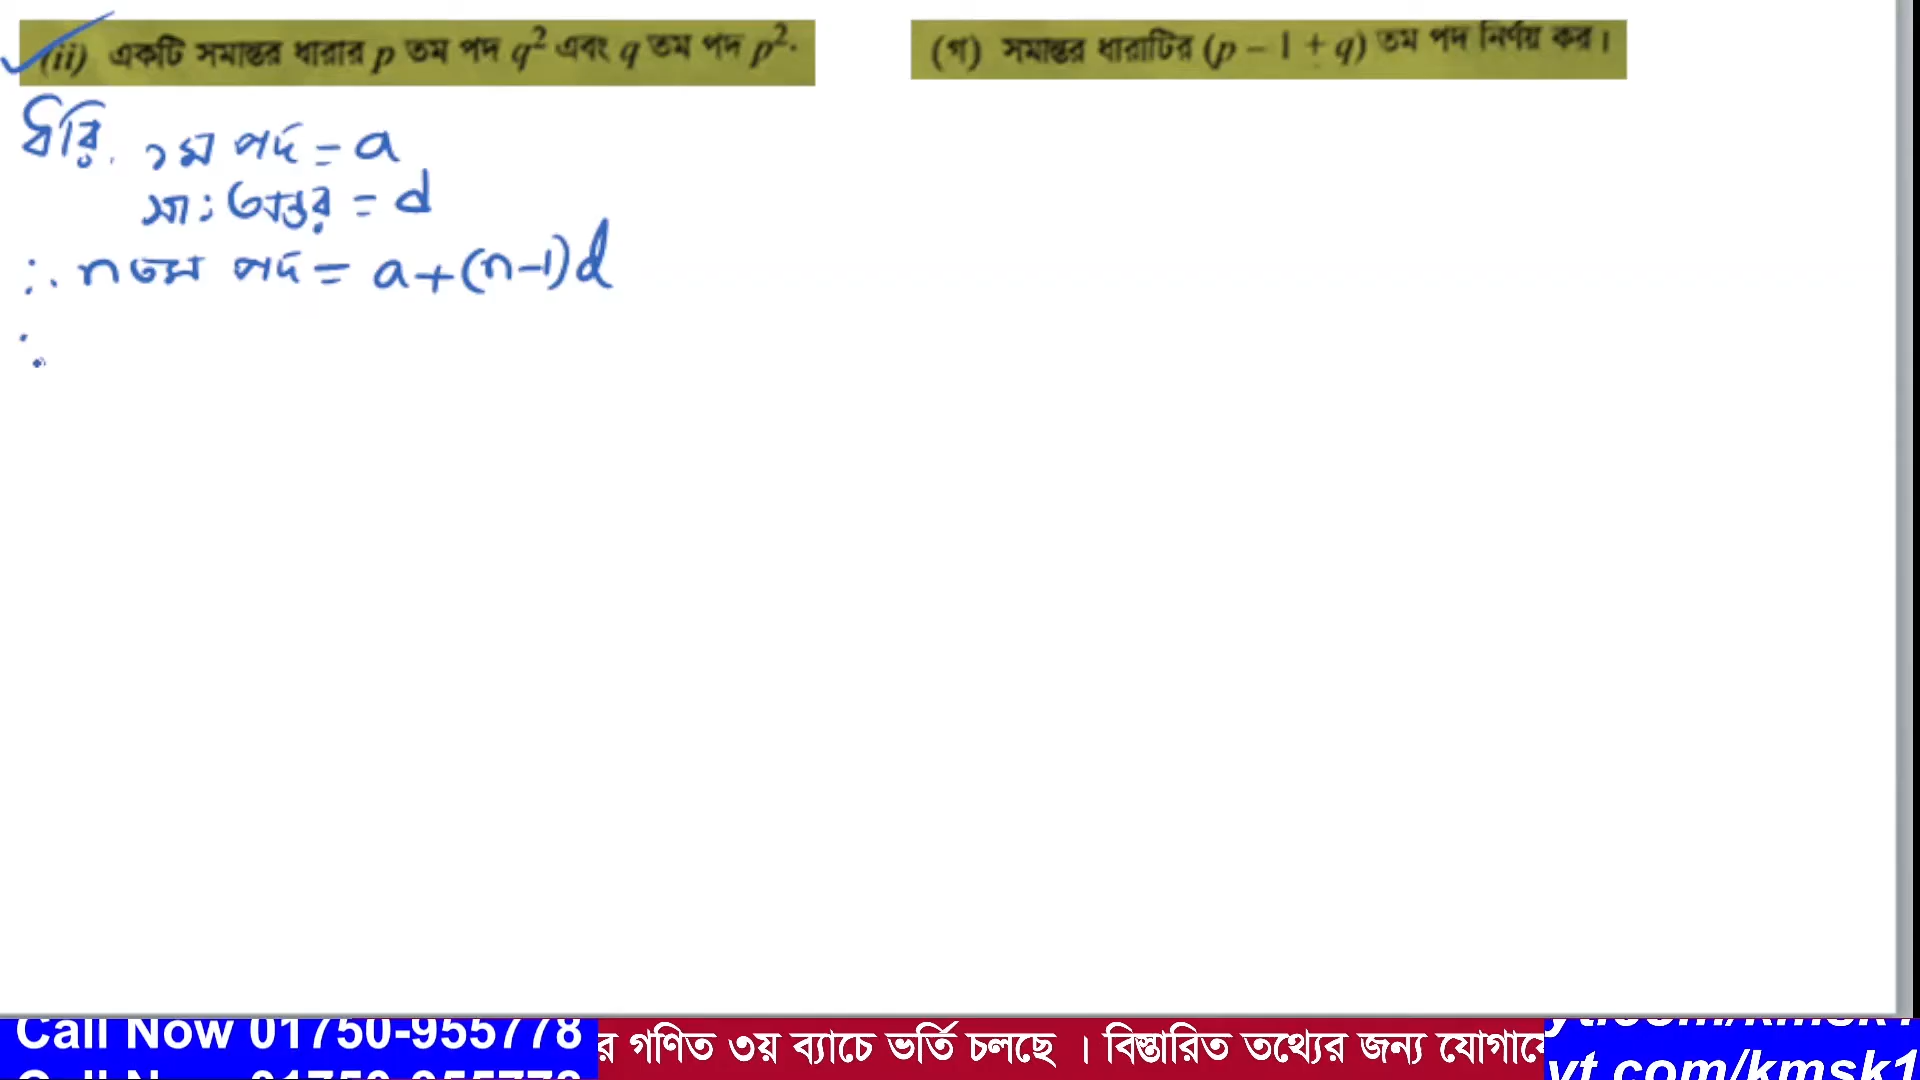 (ii) একটি সমান্তর ধারার p তম পদ q² এবং q তম পদ p².
(গ) সমান্তর ধারাটির (p – 1 + q) তম পদ নির্ণয় কর।
ধরি, ১ম পদ = a
সা: অন্তর = d
∴ n তম পদ = a+(n-1)d
Call Now 01750-955778
র গণিত ৩য় ব্যাচে ভর্তি চলছে । বিস্তারিত তথ্যের জন্য যোগাযে
yt.com/kmsk1